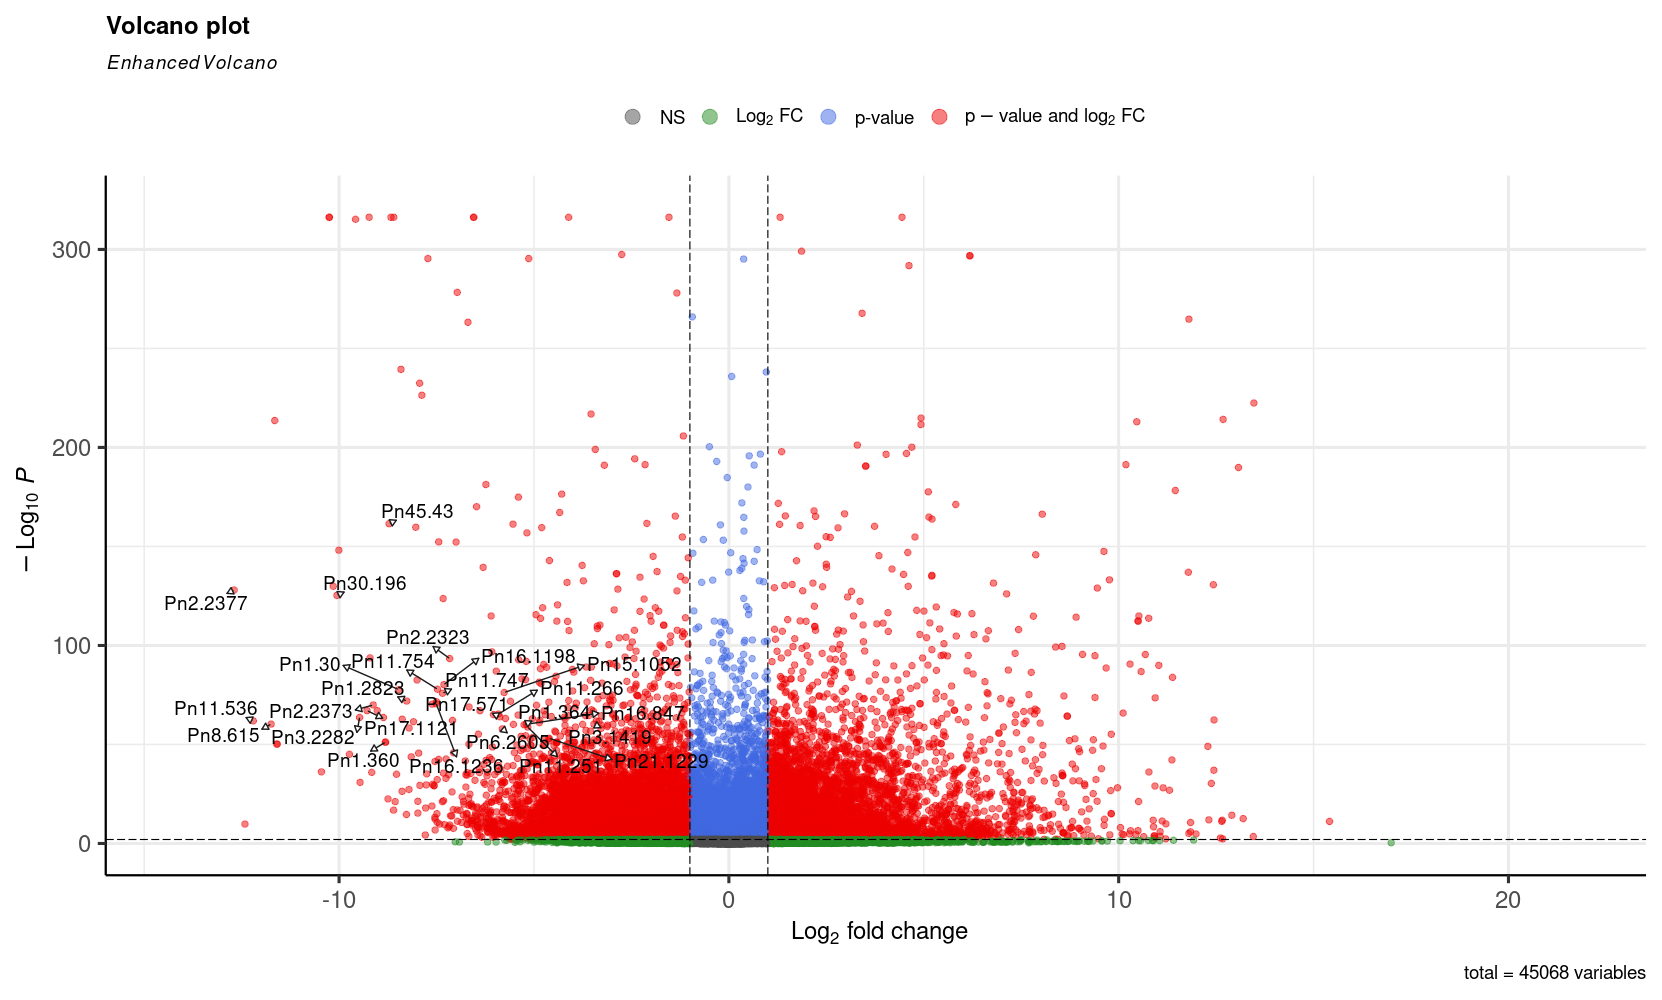 Volcano plot
EnhancedVolcano
NS Log₂ FC p-value p − value and log₂ FC
− Log₁₀ P
300
200
100
0
Pn45.43
Pn30.196
Pn2.2377
Pn2.2323
Pn16.1198
Pn1.30
Pn11.754
Pn15.1052
Pn11.747
Pn1.2823
Pn11.266
Pn17.571
Pn11.536
Pn2.2373
Pn1.364
Pn16.847
Pn17.1121
Pn8.615
Pn3.2282
Pn6.2605
Pn3.1419
Pn1.360
Pn16.1236
Pn11.251
Pn21.1229
-10 0 10 20
Log₂ fold change
total = 45068 variables